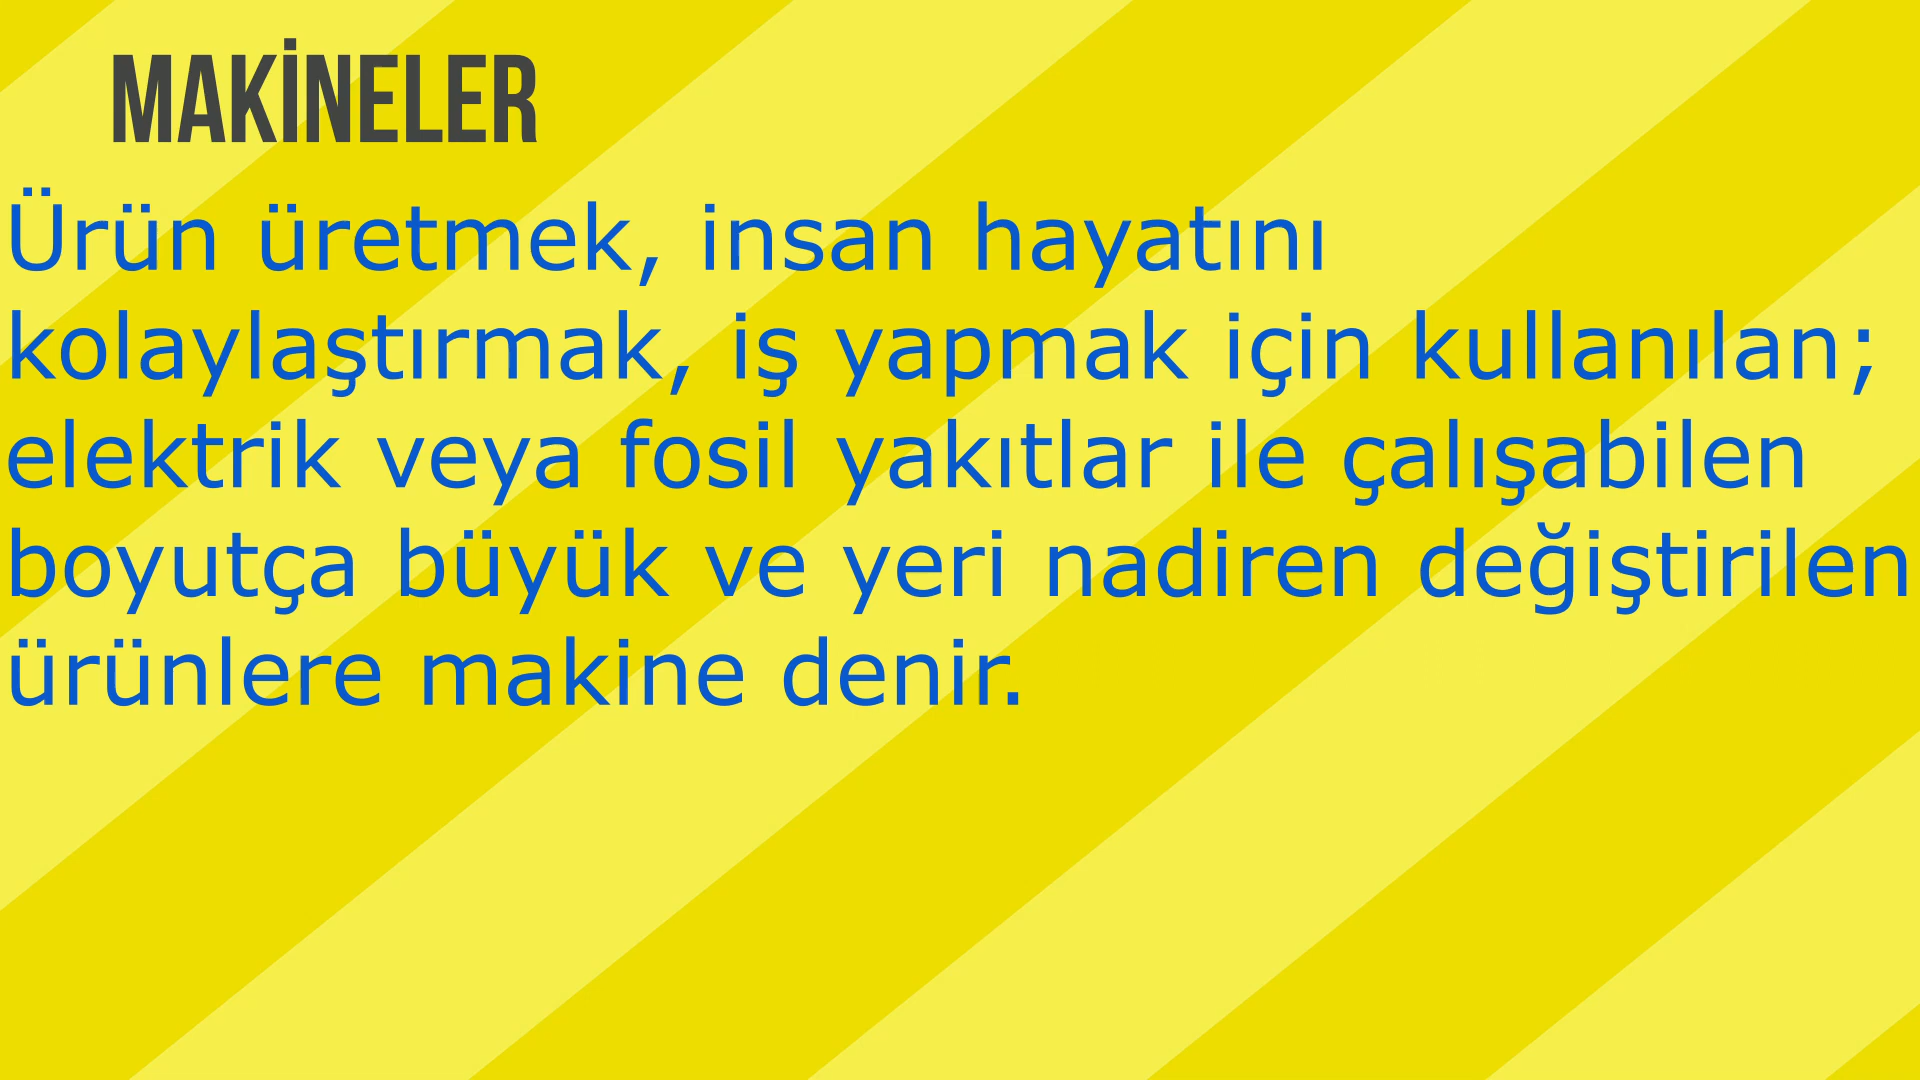 MAKİNELER
Ürün üretmek, insan hayatını
kolaylaştırmak, iş yapmak için kullanılan;
elektrik veya fosil yakıtlar ile çalışabilen
boyutça büyük ve yeri nadiren değiştirilen
ürünlere makine denir.